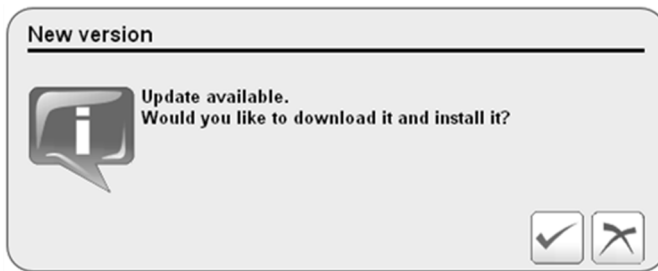 New version
Update available.
Would you like to download it and install it?